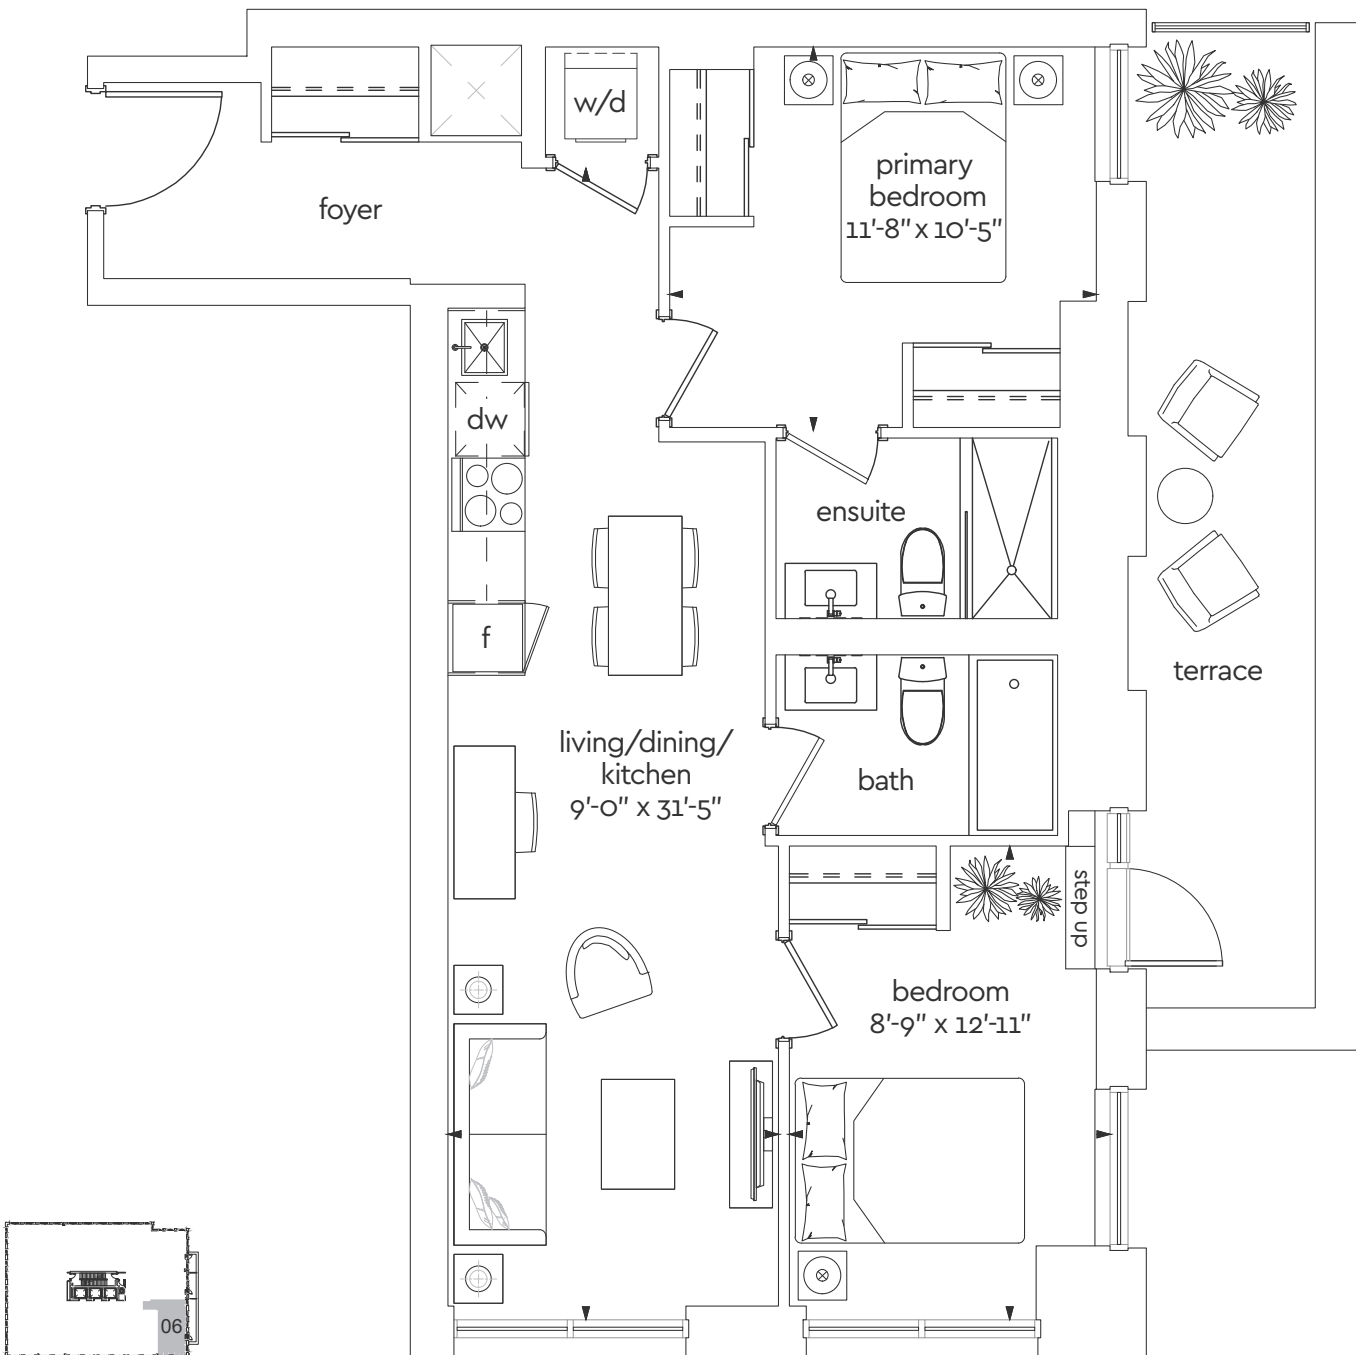 w/d
primary
bedroom
11'-8" x 10'-5"
foyer
dw
ensuite
f
terrace
living/dining/
kitchen
9'-0" x 31'-5"
bath
step up
bedroom
8'-9" x 12'-11"
06